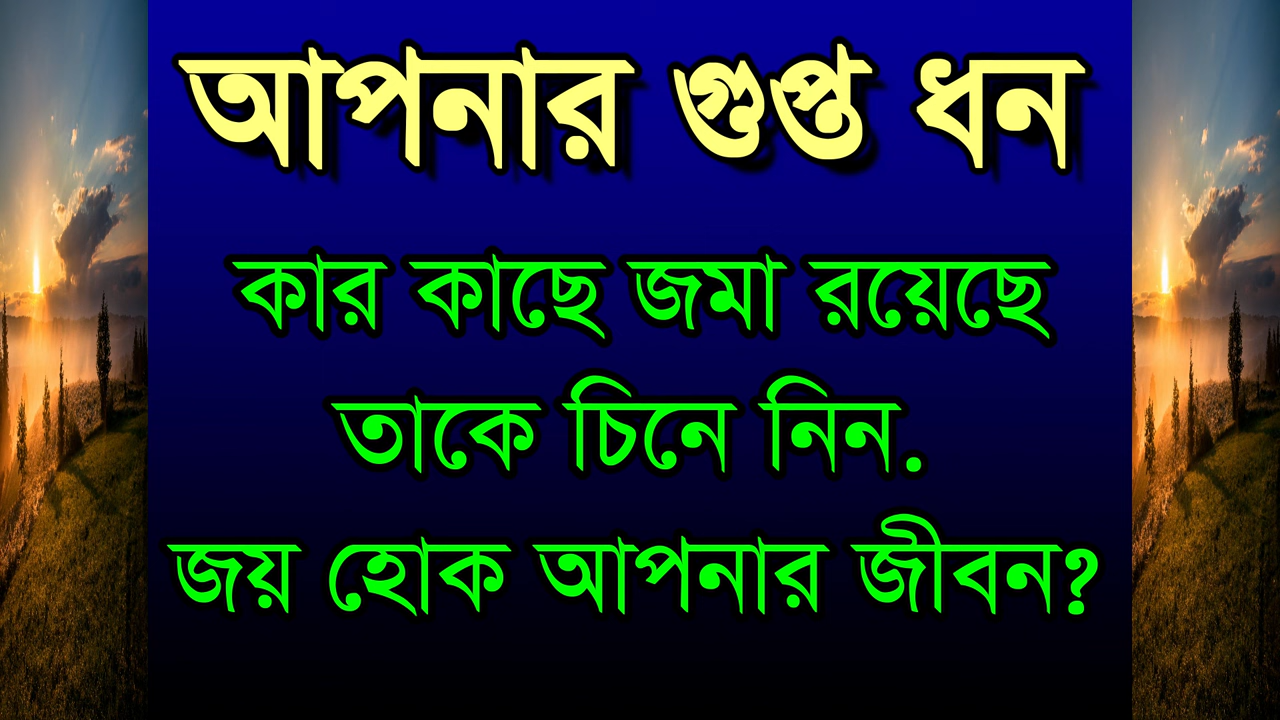 আপনার গুপ্ত ধন
কার কাছে জমা রয়েছে
তাকে চিনে নিন.
জয় হোক আপনার জীবন?